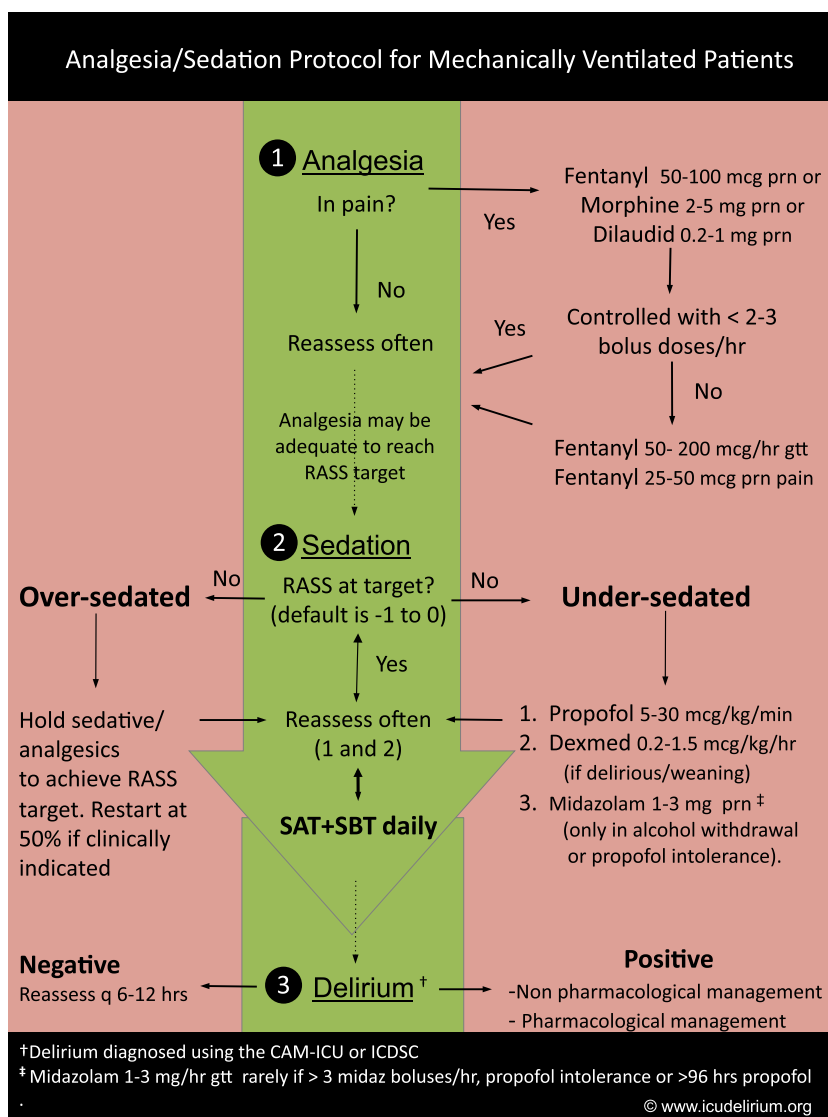 Analgesia/Sedation Protocol for Mechanically Ventilated Patients
1 Analgesia
In pain?
Yes
Fentanyl 50-100 mcg prn or
Morphine 2-5 mg prn or
Dilaudid 0.2-1 mg prn
No
Reassess often
Yes
Controlled with < 2-3
bolus doses/hr
No
Analgesia may be
adequate to reach
RASS target
Fentanyl 50- 200 mcg/hr gtt
Fentanyl 25-50 mcg prn pain
2 Sedation
RASS at target?
(default is -1 to 0)
No
Over-sedated
No
Under-sedated
Yes
Hold sedative/
analgesics
to achieve RASS
target. Restart at
50% if clinically
indicated
Reassess often
(1 and 2)
SAT+SBT daily
1. Propofol 5-30 mcg/kg/min
2. Dexmed 0.2-1.5 mcg/kg/hr
(if delirious/weaning)
3. Midazolam 1-3 mg prn ‡
(only in alcohol withdrawal
or propofol intolerance).
Negative
Reassess q 6-12 hrs
3 Delirium †
Positive
-Non pharmacological management
- Pharmacological management
†Delirium diagnosed using the CAM-ICU or ICDSC
‡ Midazolam 1-3 mg/hr gtt rarely if > 3 midaz boluses/hr, propofol intolerance or >96 hrs propofol
.
© www.icudelirium.org